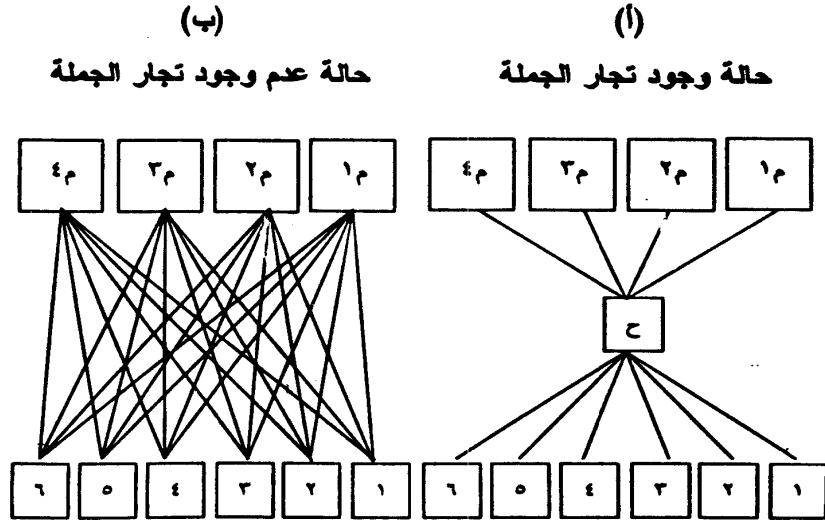 (أ) (ب)
حالة وجود تجار الجملة حالة عدم وجود تجار الجملة
م١ م٢ م٣ م٤ م١ م٢ م٣ م٤
ح
١ ٢ ٣ ٤ ٥ ٦ ١ ٢ ٣ ٤ ٥ ٦